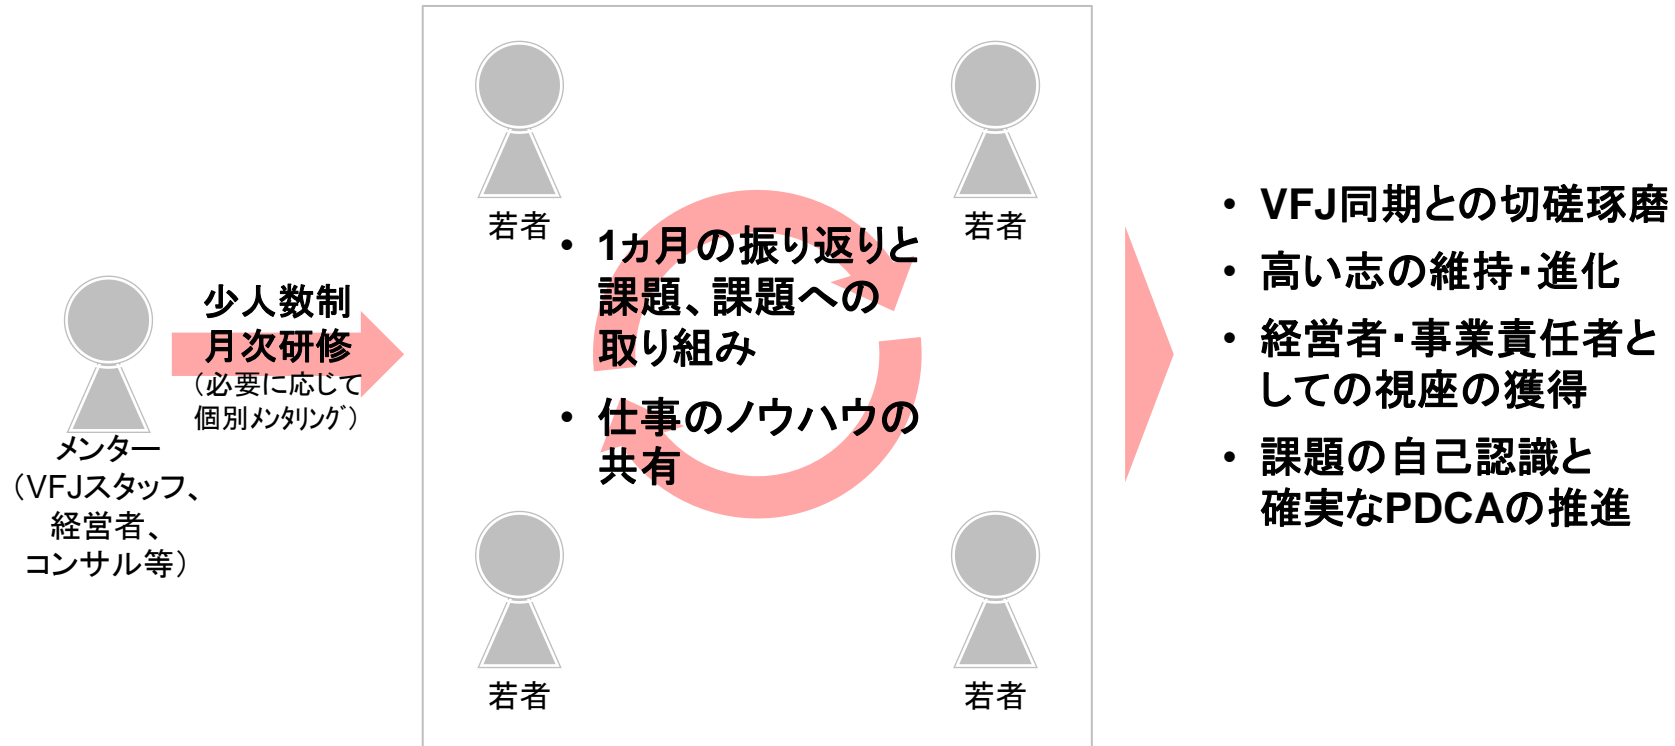 少人数制
月次研修
（必要に応じて
個別ﾒﾝﾀﾘﾝｸﾞ）
メンター
（VFJスタッフ、
経営者、
コンサル等）
若者
若者
• 1ヵ月の振り返りと
課題、課題への
取り組み
• 仕事のノウハウの
共有
若者
若者
• VFJ同期との切磋琢磨
• 高い志の維持・進化
• 経営者・事業責任者と
しての視座の獲得
• 課題の自己認識と
確実なPDCAの推進